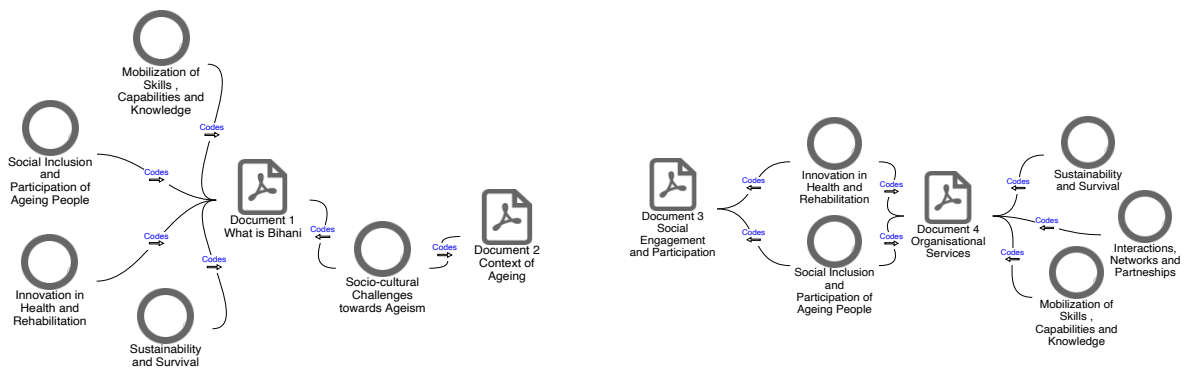 Mobilization of
Skills ,
Capabilities and
Knowledge
Codes
Social Inclusion
and
Participation of
Ageing People
Codes
Document 1
What is Bihani
Codes
Innovation in
Health and
Rehabilitation
Codes
Sustainability
and Survival
Codes
Socio-cultural
Challenges
towards Ageism
Codes
Document 2
Context of
Ageing
Document 3
Social
Engagement
and Participation
Codes
Codes
Innovation in
Health and
Rehabilitation
Social Inclusion
and
Participation of
Ageing People
Codes
Codes
Document 4
Organisational
Services
Codes
Codes
Codes
Sustainability
and Survival
Interactions,
Networks and
Partneships
Mobilization of
Skills ,
Capabilities and
Knowledge